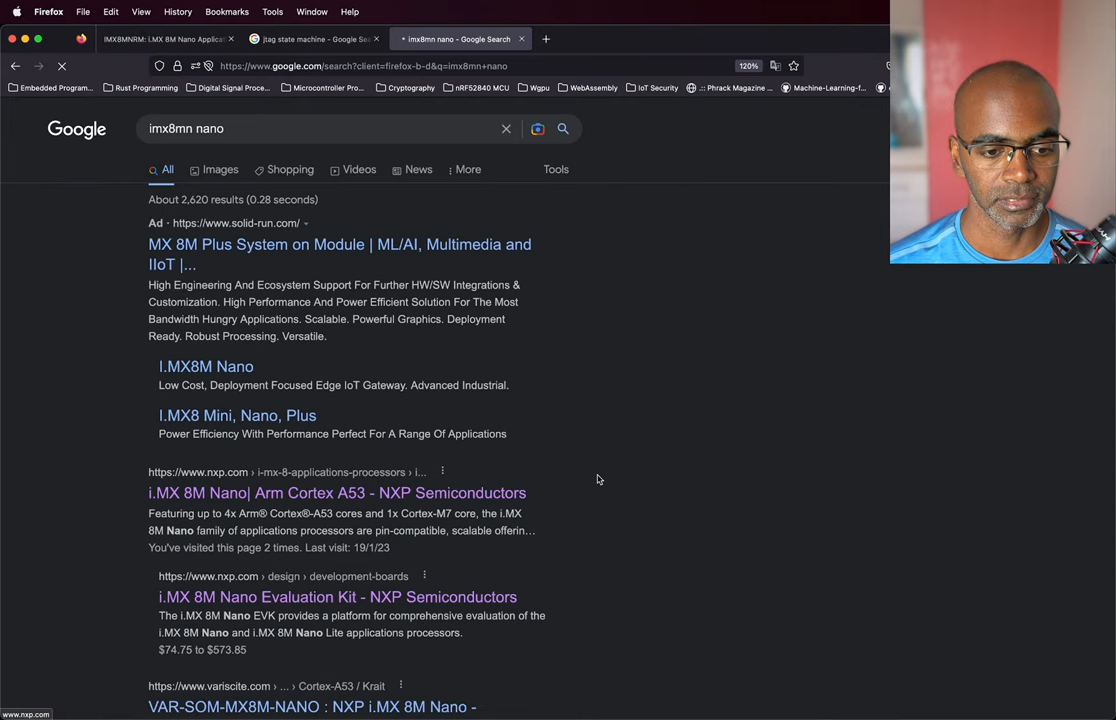 Firefox File Edit View History Bookmarks Tools Window Help
IMX8MNRM: i.MX 8M Nano Applicat × jtag state machine - Google Sea × imx8mn nano - Google Search × +
https://www.google.com/search?client=firefox-b-d&q=imx8mn+nano 120%
Embedded Program... Rust Programming Digital Signal Proce... Microcontroller Pro... Cryptography nRF52840 MCU Wgpu WebAssembly IoT Security .:: Phrack Magazine ... Machine-Learning-f...
Google
imx8mn nano
All Images Shopping Videos News More Tools
About 2,620 results (0.28 seconds)
Ad · https://www.solid-run.com/
MX 8M Plus System on Module | ML/AI, Multimedia and
IIoT |...
High Engineering And Ecosystem Support For Further HW/SW Integrations &
Customization. High Performance And Power Efficient Solution For The Most
Bandwidth Hungry Applications. Scalable. Powerful Graphics. Deployment
Ready. Robust Processing. Versatile.
I.MX8M Nano
Low Cost, Deployment Focused Edge IoT Gateway. Advanced Industrial.
I.MX8 Mini, Nano, Plus
Power Efficiency With Performance Perfect For A Range Of Applications
https://www.nxp.com › i-mx-8-applications-processors › i...
i.MX 8M Nano| Arm Cortex A53 - NXP Semiconductors
Featuring up to 4x Arm® Cortex®-A53 cores and 1x Cortex-M7 core, the i.MX
8M Nano family of applications processors are pin-compatible, scalable offerin...
You've visited this page 2 times. Last visit: 19/1/23
https://www.nxp.com › design › development-boards
i.MX 8M Nano Evaluation Kit - NXP Semiconductors
The i.MX 8M Nano EVK provides a platform for comprehensive evaluation of the
i.MX 8M Nano and i.MX 8M Nano Lite applications processors.
$74.75 to $573.85
https://www.variscite.com › ... › Cortex-A53 / Krait
VAR-SOM-MX8M-NANO : NXP i.MX 8M Nano -
www.nxp.com